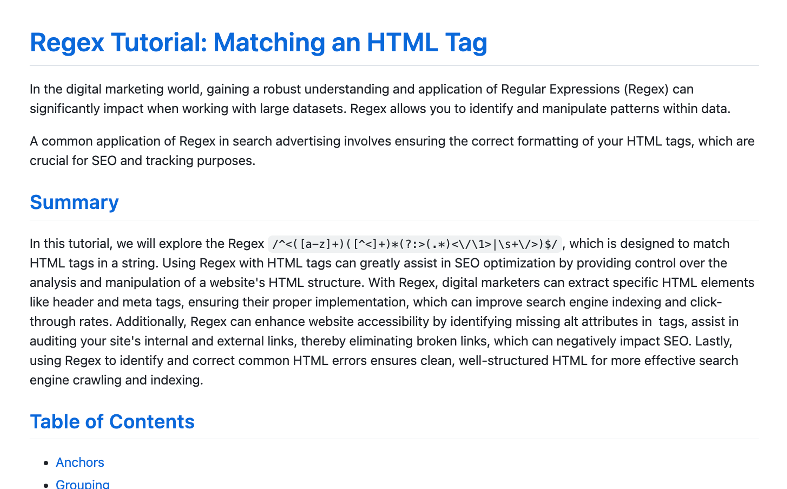 Regex Tutorial: Matching an HTML Tag
In the digital marketing world, gaining a robust understanding and application of Regular Expressions (Regex) can
significantly impact when working with large datasets. Regex allows you to identify and manipulate patterns within data.
A common application of Regex in search advertising involves ensuring the correct formatting of your HTML tags, which are
crucial for SEO and tracking purposes.
Summary
In this tutorial, we will explore the Regex /^<([a-z]+)([^<]+)*(?:>(.*)<\/\1>|\s+\/>)$/ , which is designed to match
HTML tags in a string. Using Regex with HTML tags can greatly assist in SEO optimization by providing control over the
analysis and manipulation of a website's HTML structure. With Regex, digital marketers can extract specific HTML elements
like header and meta tags, ensuring their proper implementation, which can improve search engine indexing and click-
through rates. Additionally, Regex can enhance website accessibility by identifying missing alt attributes in tags, assist in
auditing your site's internal and external links, thereby eliminating broken links, which can negatively impact SEO. Lastly,
using Regex to identify and correct common HTML errors ensures clean, well-structured HTML for more effective search
engine crawling and indexing.
Table of Contents
• Anchors
• Grouping